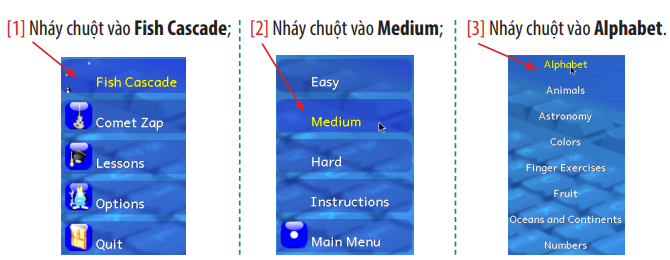 [1] Nháy chuột vào Fish Cascade;
Fish Cascade
Comet Zap
Lessons
Options
Quit
[2] Nháy chuột vào Medium;
Easy
Medium
Hard
Instructions
Main Menu
[3] Nháy chuột vào Alphabet.
Alphabet
Animals
Astronomy
Colors
Finger Exercises
Fruit
Oceans and Continents
Numbers